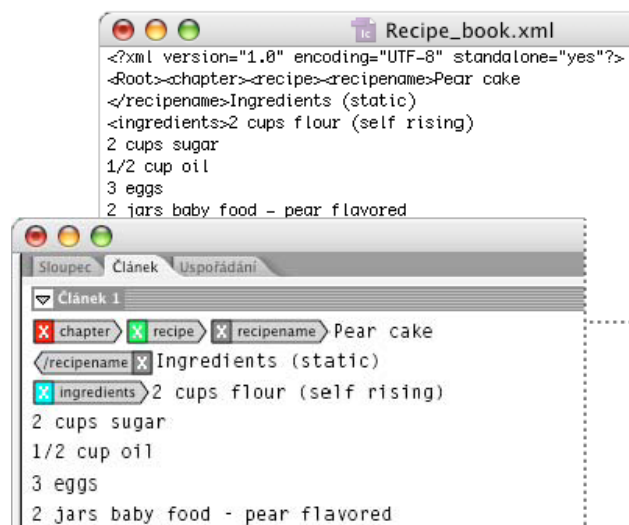 Ic Recipe_book.xml
<?xml version="1.0" encoding="UTF-8" standalone="yes"?>
<Root><chapter><recipe><recipename>Pear cake
</recipename>Ingredients (static)
<ingredients>2 cups flour (self rising)
2 cups sugar
1/2 cup oil
3 eggs
2 jars baby food – pear flavored
Sloupec Článek Uspořádání
Článek 1
X chapter X recipe X recipename Pear cake
/recipename X Ingredients (static)
X ingredients 2 cups flour (self rising)
2 cups sugar
1/2 cup oil
3 eggs
2 jars baby food - pear flavored